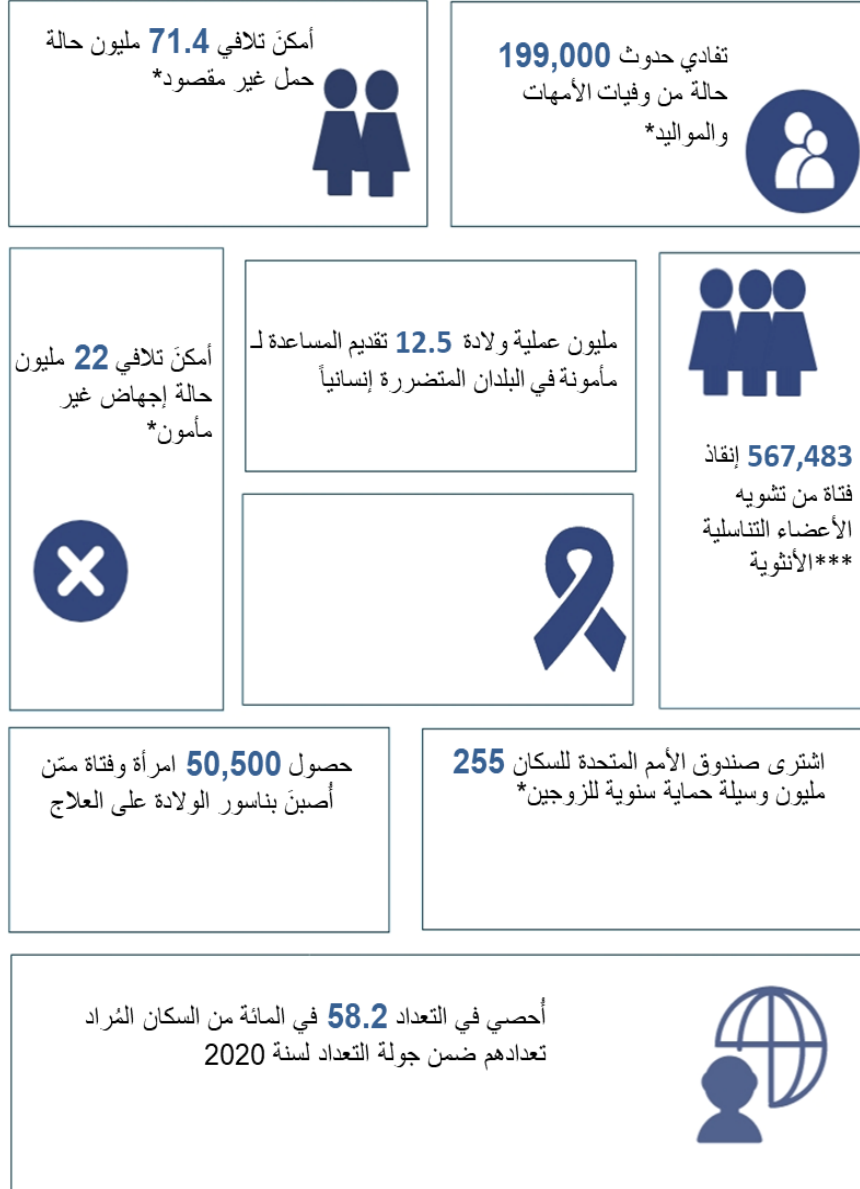 تفادي حدوث 199,000
حالة من وفيات الأمهات
والمواليد*
أمكنَ تلافي 71.4 مليون حالة
حمل غير مقصود*
567,483 إنقاذ
فتاة من تشويه
الأعضاء التناسلية
***الأنثوية
مليون عملية ولادة 12.5 تقديم المساعدة لـ
مأمونة في البلدان المتضررة إنسانياً
أمكنَ تلافي 22 مليون
حالة إجهاض غير
مأمون*
اشترى صندوق الأمم المتحدة للسكان 255
مليون وسيلة حماية سنوية للزوجين*
حصول 50,500 امرأة وفتاة ممّن
أُصبنَ بناسور الولادة على العلاج
أُحصي في التعداد 58.2 في المائة من السكان المُراد
تعدادهم ضمن جولة التعداد لسنة 2020